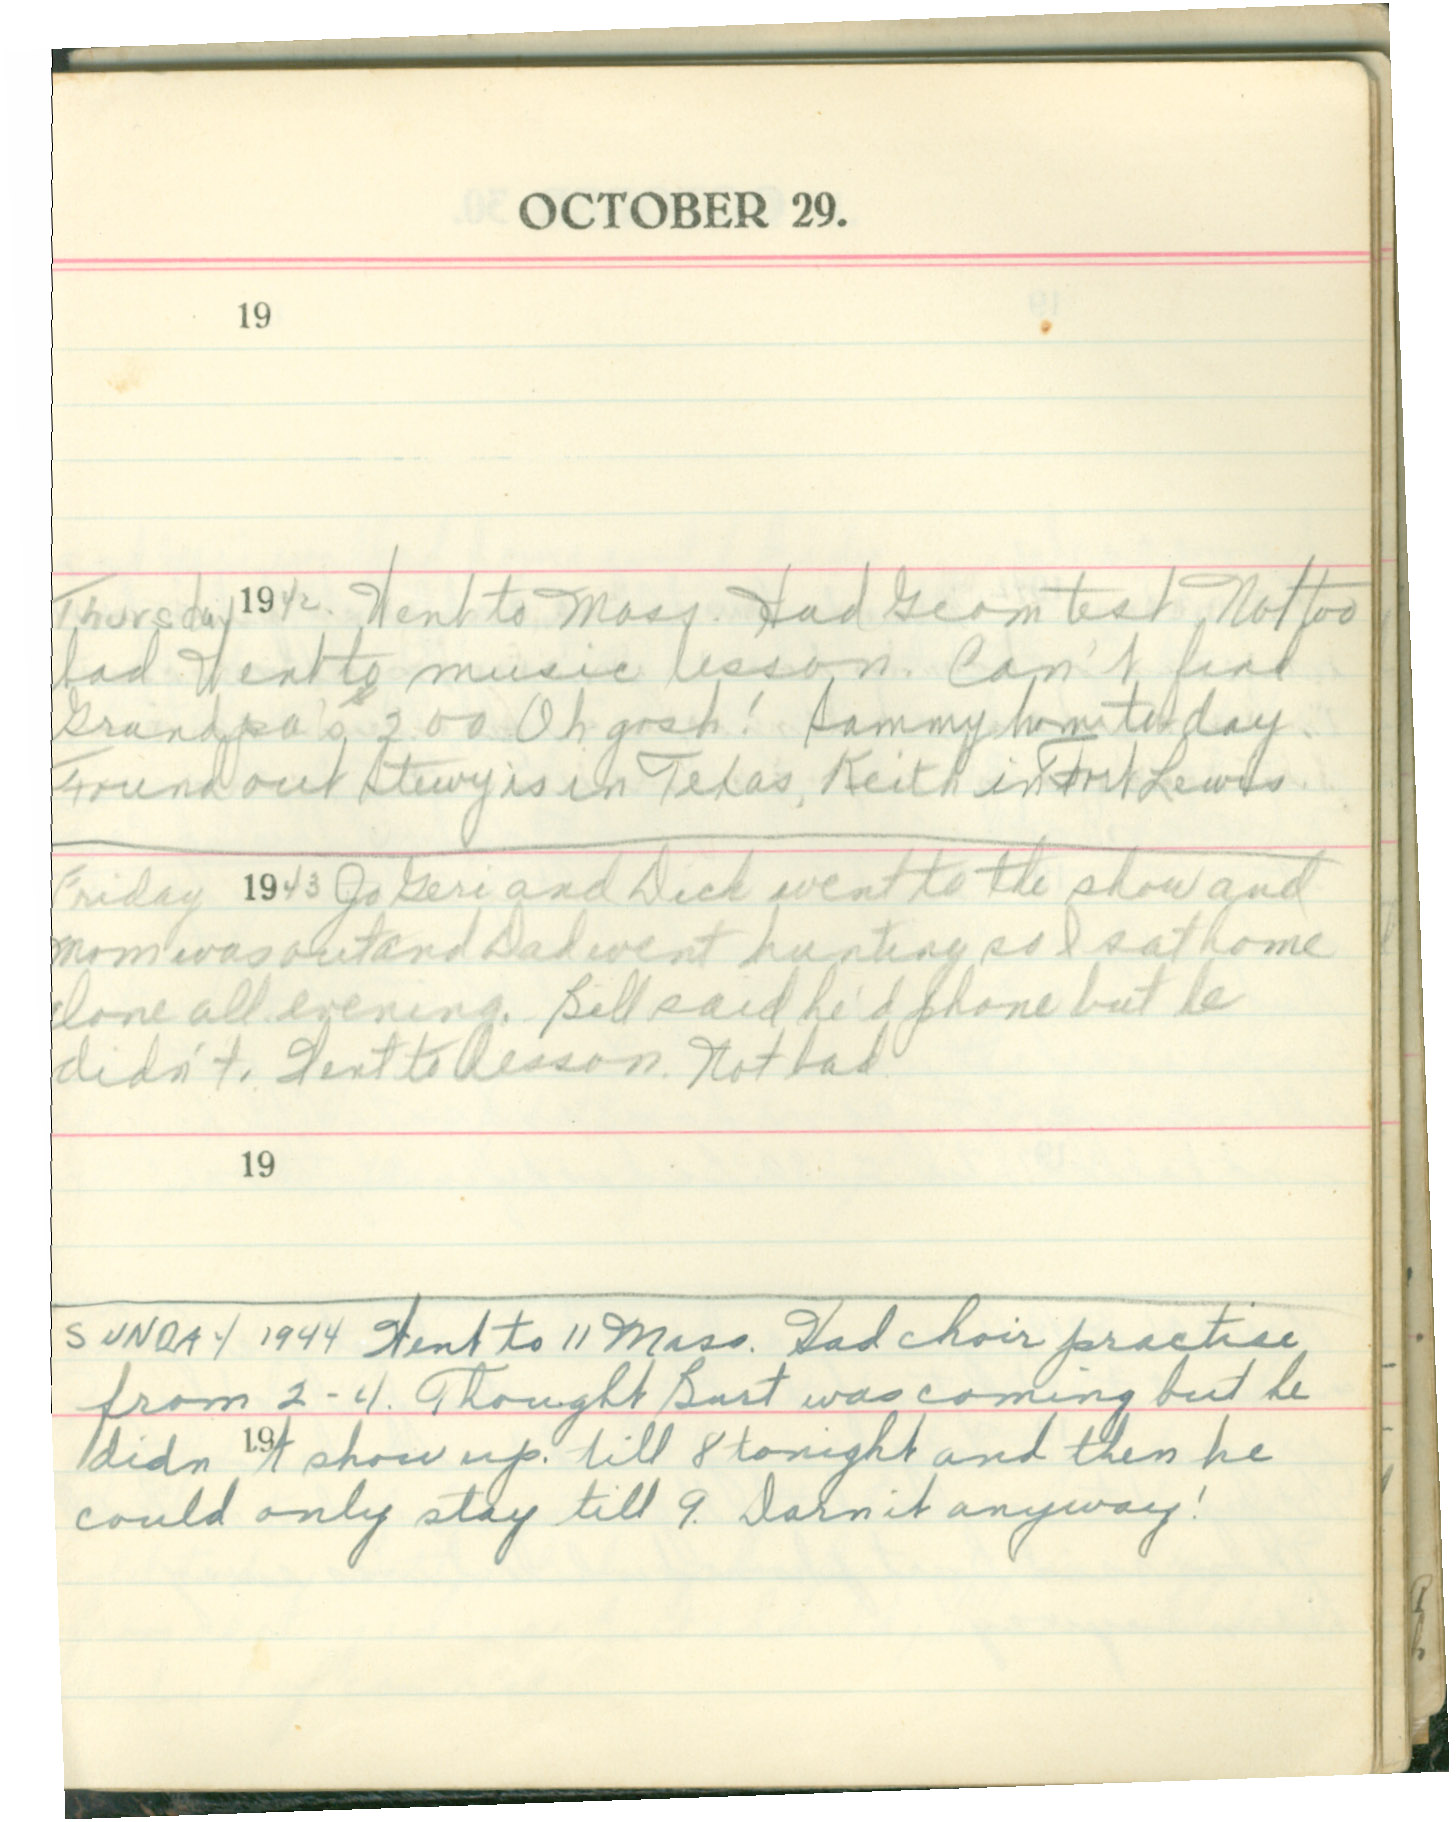 OCTOBER 29.
19
Thursday 1942. Went to Mass. Had Geom test Not too
bad Went to music lesson. Can't find
Grandpa's $2 00 Oh gosh! Sammy home today.
Found out Stewy is in Texas, Keith in Fort Lewis.
Friday 1943 Jo Geri and Dick went to the show and
mom was out and Dad went hunting so I sat home
alone all evening. Bill said he'd phone but he
didn't. Went to lesson. Not bad
19
SUNDAY 1944 Went to 11 Mass. Had choir practise
from 2-4. Thought Burt was coming but he
didn 19't show up. till 8 tonight and then he
could only stay till 9. Darn it anyway!